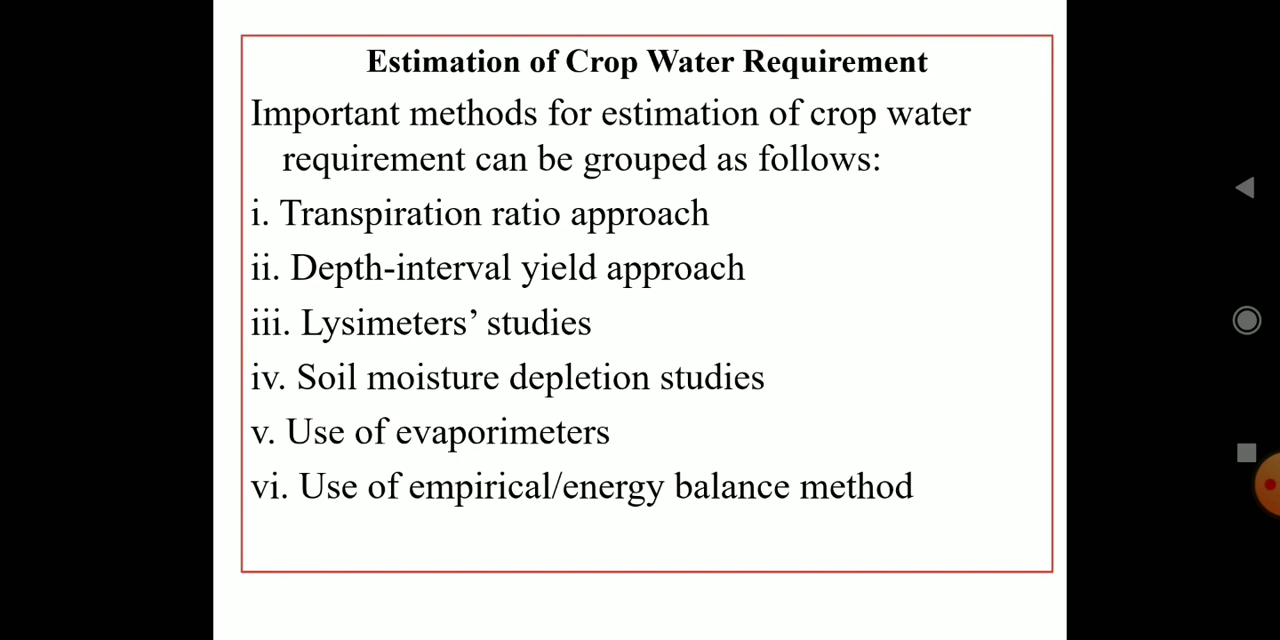 Estimation of Crop Water Requirement
Important methods for estimation of crop water
requirement can be grouped as follows:
i. Transpiration ratio approach
ii. Depth-interval yield approach
iii. Lysimeters’ studies
iv. Soil moisture depletion studies
v. Use of evaporimeters
vi. Use of empirical/energy balance method